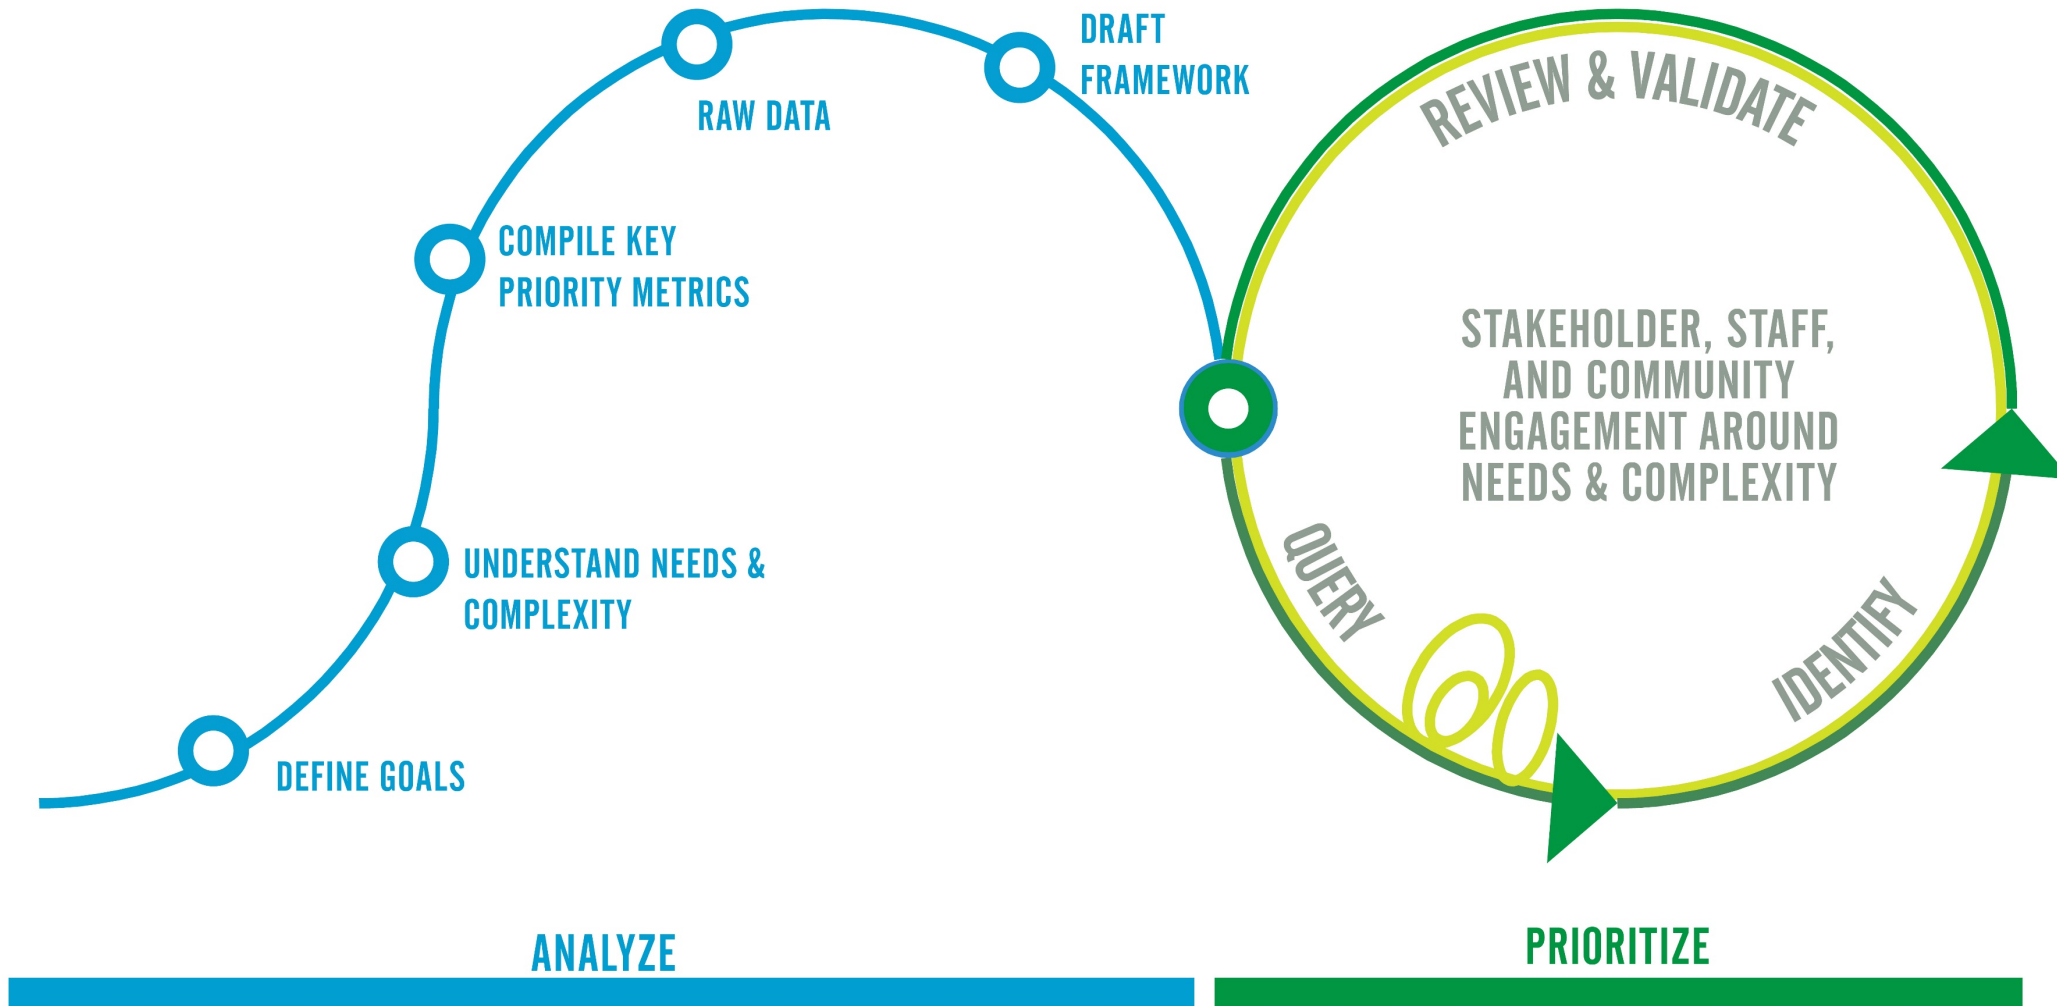 DRAFT
FRAMEWORK
RAW DATA
COMPILE KEY
PRIORITY METRICS
UNDERSTAND NEEDS &
COMPLEXITY
DEFINE GOALS
REVIEW & VALIDATE
STAKEHOLDER, STAFF,
AND COMMUNITY
ENGAGEMENT AROUND
NEEDS & COMPLEXITY
QUERY
IDENTIFY
ANALYZE
PRIORITIZE